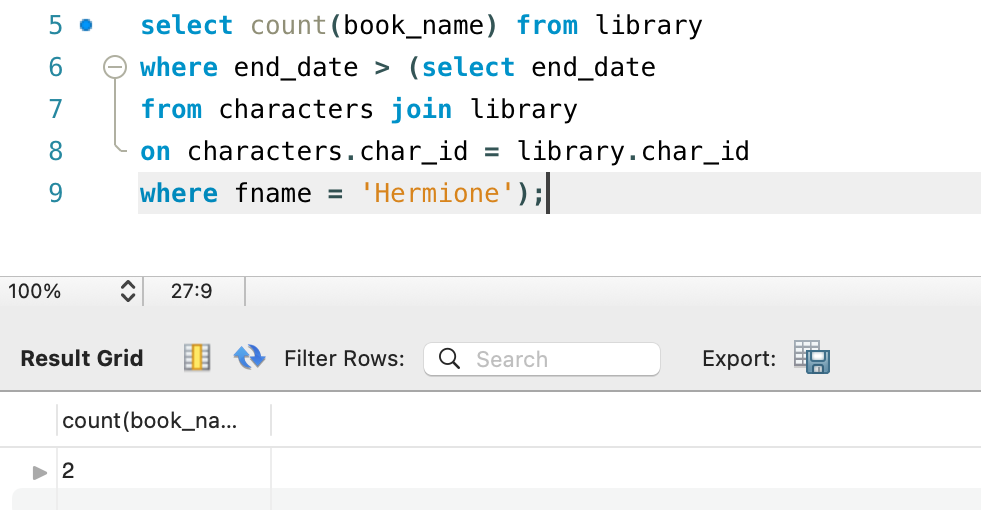 5 select count(book_name) from library
6 where end_date > (select end_date
7 from characters join library
8 on characters.char_id = library.char_id
9 where fname = 'Hermione');
100% 27:9
Result Grid Filter Rows: Search Export:
count(book_na...
2